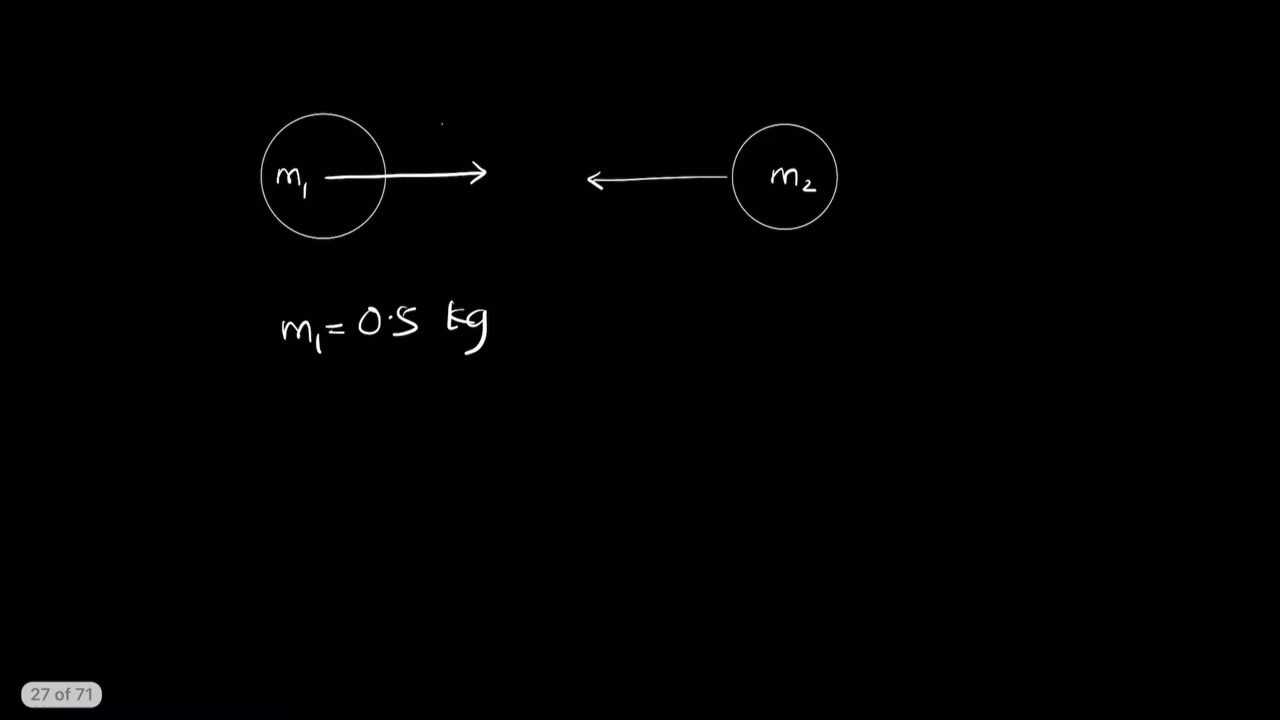 m₁ m₂
m₁ = 0.5 kg
27 of 71